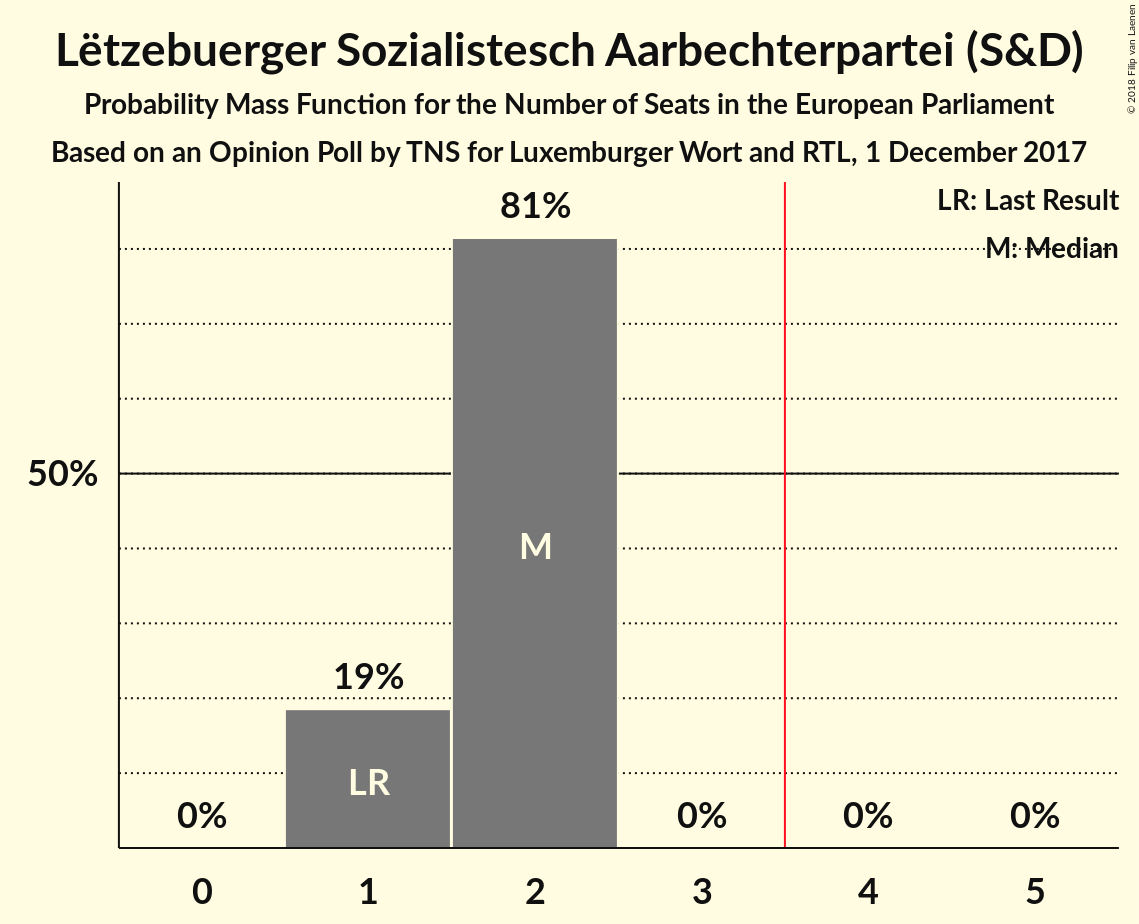 Lëtzebuerger Sozialistesch Aarbechterpartei (S&D)
Probability Mass Function for the Number of Seats in the European Parliament
Based on an Opinion Poll by TNS for Luxemburger Wort and RTL, 1 December 2017
© 2018 Filip van Laenen
LR: Last Result
M: Median
81%
50%
M
19%
LR
0%
0%
0%
0%
0 1 2 3 4 5